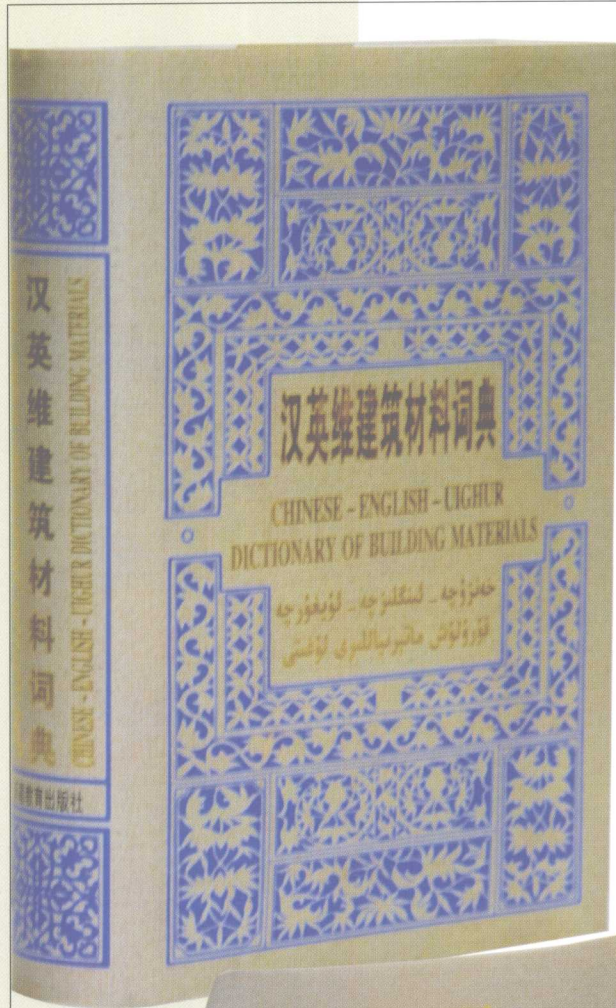 汉英维建筑材料词典
CHINESE - ENGLISH - UIGHUR
DICTIONARY OF BUILDING MATERIALS
خەنزۇچە - ئىنگلىزچە - ئۇيغۇرچە
قۇرۇلۇش ماتېرىياللىرى لۇغىتى
汉英维建筑材料词典
CHINESE - ENGLISH - UIGHUR DICTIONARY OF BUILDING MATERIALS
教育出版社